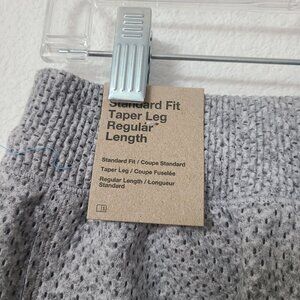 Standard Fit
Taper Leg
Regular
Length
Standard Fit / Coupe Standard
Taper Leg / Coupe Fuselée
Regular Length / Longueur
Standard